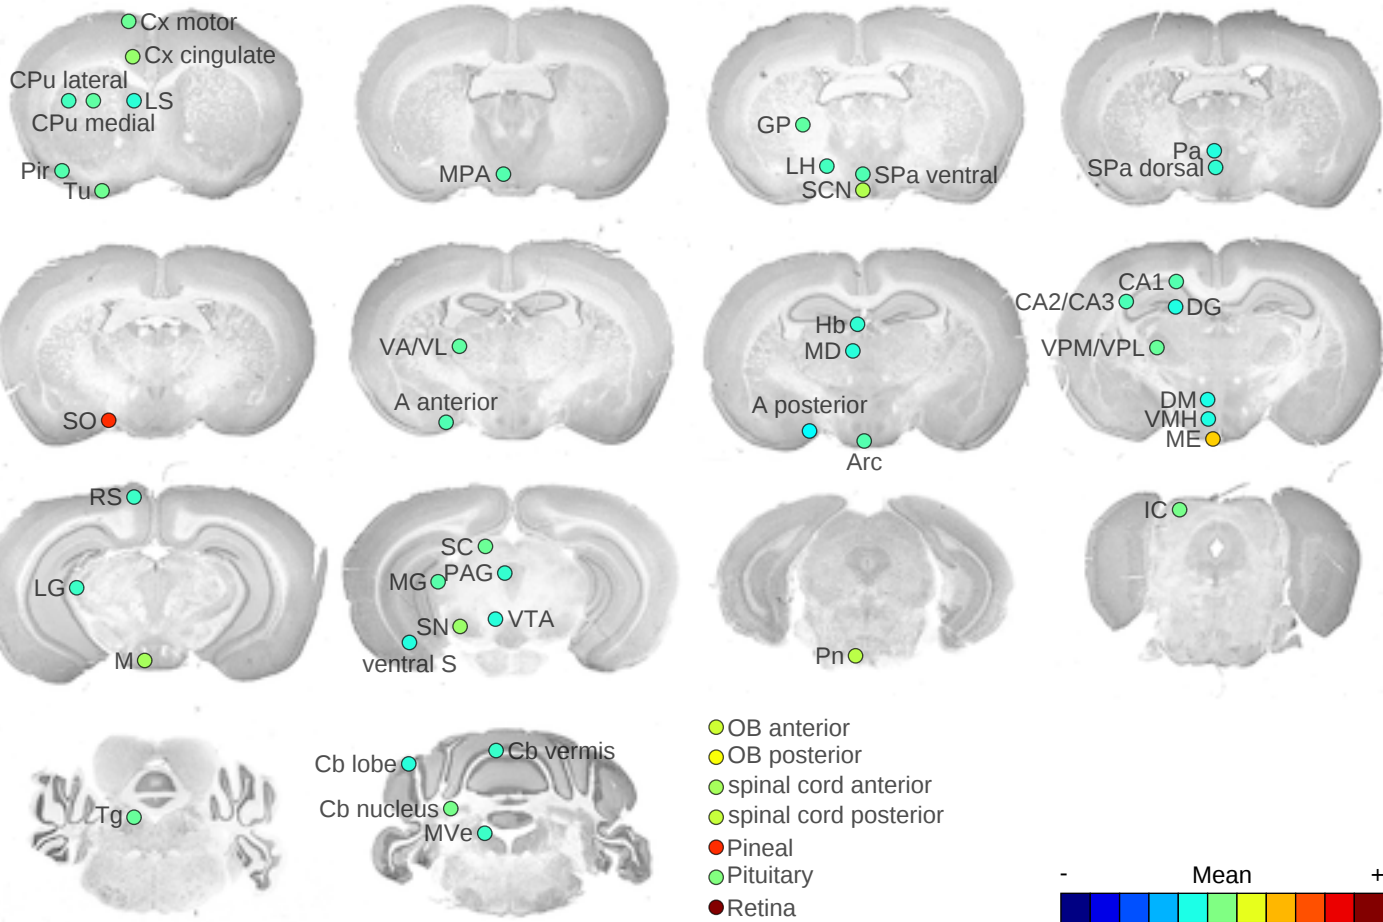 Cx motor
Cx cingulate
CPu lateral
LS
CPu medial
Pir
Tu
MPA
GP
LH
SPa ventral
SCN
Pa
SPa dorsal
SO
VA/VL
A anterior
Hb
MD
A posterior
Arc
CA1
CA2/CA3
DG
VPM/VPL
DM
VMH
ME
RS
LG
M
SC
MG
PAG
SN
VTA
ventral S
Pn
IC
Tg
Cb lobe
Cb vermis
Cb nucleus
MVe
OB anterior
OB posterior
spinal cord anterior
spinal cord posterior
Pineal
Pituitary
Retina
- Mean +